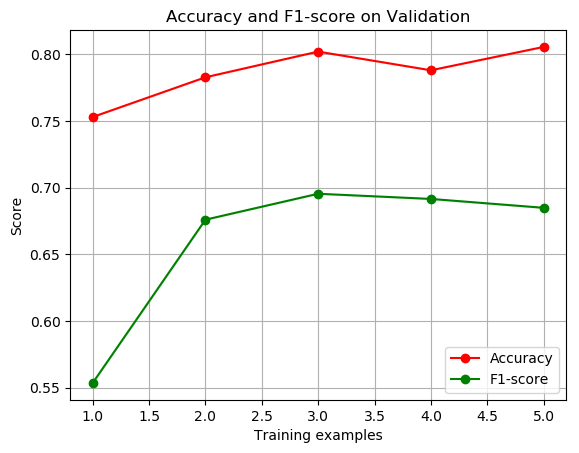 Accuracy and F1-score on Validation
0.80
0.75
0.70
0.65
0.60
0.55
Score
Accuracy
F1-score
1.0 1.5 2.0 2.5 3.0 3.5 4.0 4.5 5.0
Training examples